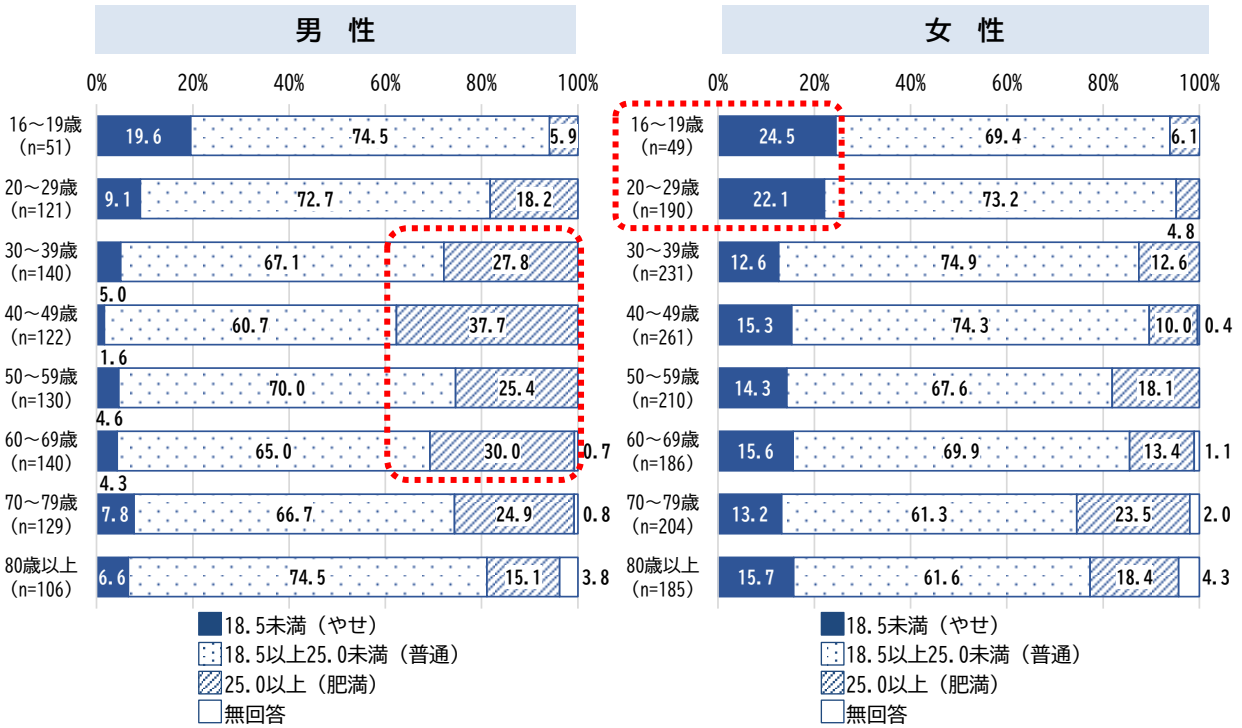 男 性
0% 20% 40% 60% 80% 100%
16～19歳
(n=51)
19.6 74.5 5.9
20～29歳
(n=121)
9.1 72.7 18.2
30～39歳
(n=140)
67.1 27.8
5.0
40～49歳
(n=122)
60.7 37.7
1.6
50～59歳
(n=130)
70.0 25.4
4.6
60～69歳
(n=140)
65.0 30.0 0.7
4.3
70～79歳
(n=129)
7.8 66.7 24.9 0.8
80歳以上
(n=106)
6.6 74.5 15.1 3.8
18.5未満（やせ）
18.5以上25.0未満（普通）
25.0以上（肥満）
無回答
女 性
0% 20% 40% 60% 80% 100%
16～19歳
(n=49)
24.5 69.4 6.1
20～29歳
(n=190)
22.1 73.2
4.8
30～39歳
(n=231)
12.6 74.9 12.6
40～49歳
(n=261)
15.3 74.3 10.0 0.4
50～59歳
(n=210)
14.3 67.6 18.1
60～69歳
(n=186)
15.6 69.9 13.4 1.1
70～79歳
(n=204)
13.2 61.3 23.5 2.0
80歳以上
(n=185)
15.7 61.6 18.4 4.3
18.5未満（やせ）
18.5以上25.0未満（普通）
25.0以上（肥満）
無回答